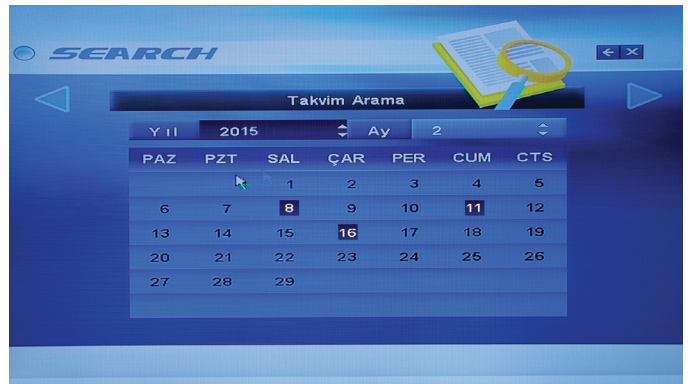 SEARCH
Takvim Arama
Yıl 2015 Ay 2
PAZ PZT SAL ÇAR PER CUM CTS
1 2 3 4 5
6 7 8 9 10 11 12
13 14 15 16 17 18 19
20 21 22 23 24 25 26
27 28 29